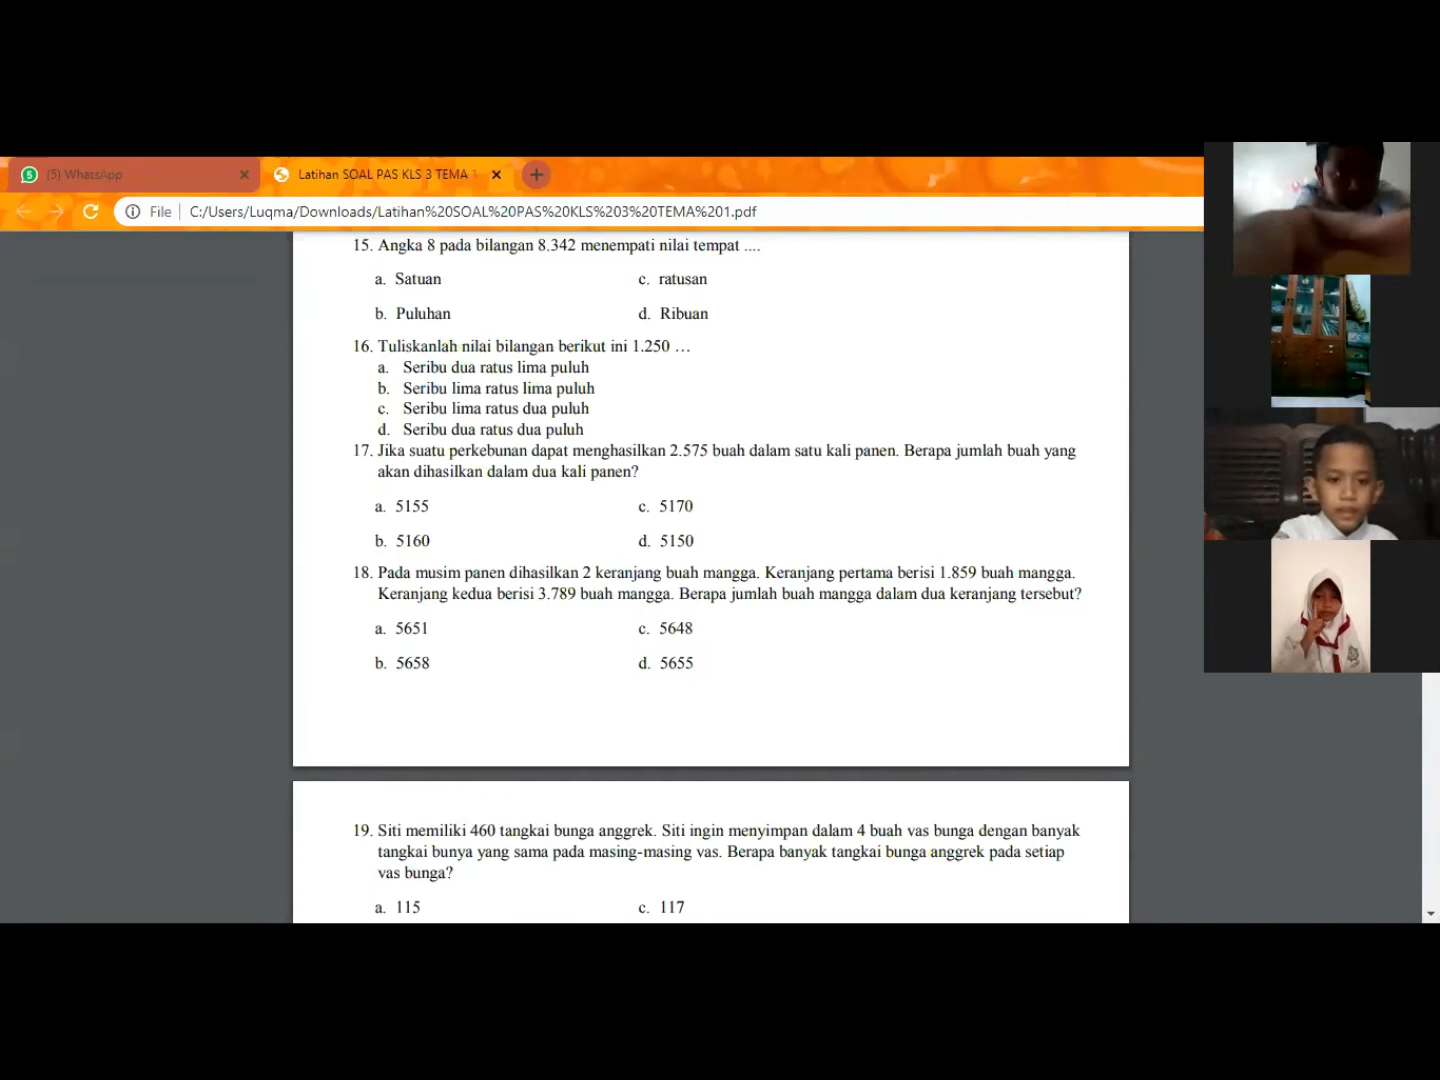 (5) WhatsApp
Latihan SOAL PAS KLS 3 TEMA 1
File
C:/Users/Luqma/Downloads/Latihan%20SOAL%20PAS%20KLS%203%20TEMA%201.pdf
15. Angka 8 pada bilangan 8.342 menempati nilai tempat ....
a. Satuan c. ratusan
b. Puluhan d. Ribuan
16. Tuliskanlah nilai bilangan berikut ini 1.250 …
a. Seribu dua ratus lima puluh
b. Seribu lima ratus lima puluh
c. Seribu lima ratus dua puluh
d. Seribu dua ratus dua puluh
17. Jika suatu perkebunan dapat menghasilkan 2.575 buah dalam satu kali panen. Berapa jumlah buah yang
akan dihasilkan dalam dua kali panen?
a. 5155 c. 5170
b. 5160 d. 5150
18. Pada musim panen dihasilkan 2 keranjang buah mangga. Keranjang pertama berisi 1.859 buah mangga.
Keranjang kedua berisi 3.789 buah mangga. Berapa jumlah buah mangga dalam dua keranjang tersebut?
a. 5651 c. 5648
b. 5658 d. 5655
19. Siti memiliki 460 tangkai bunga anggrek. Siti ingin menyimpan dalam 4 buah vas bunga dengan banyak
tangkai bunya yang sama pada masing-masing vas. Berapa banyak tangkai bunga anggrek pada setiap
vas bunga?
a. 115 c. 117